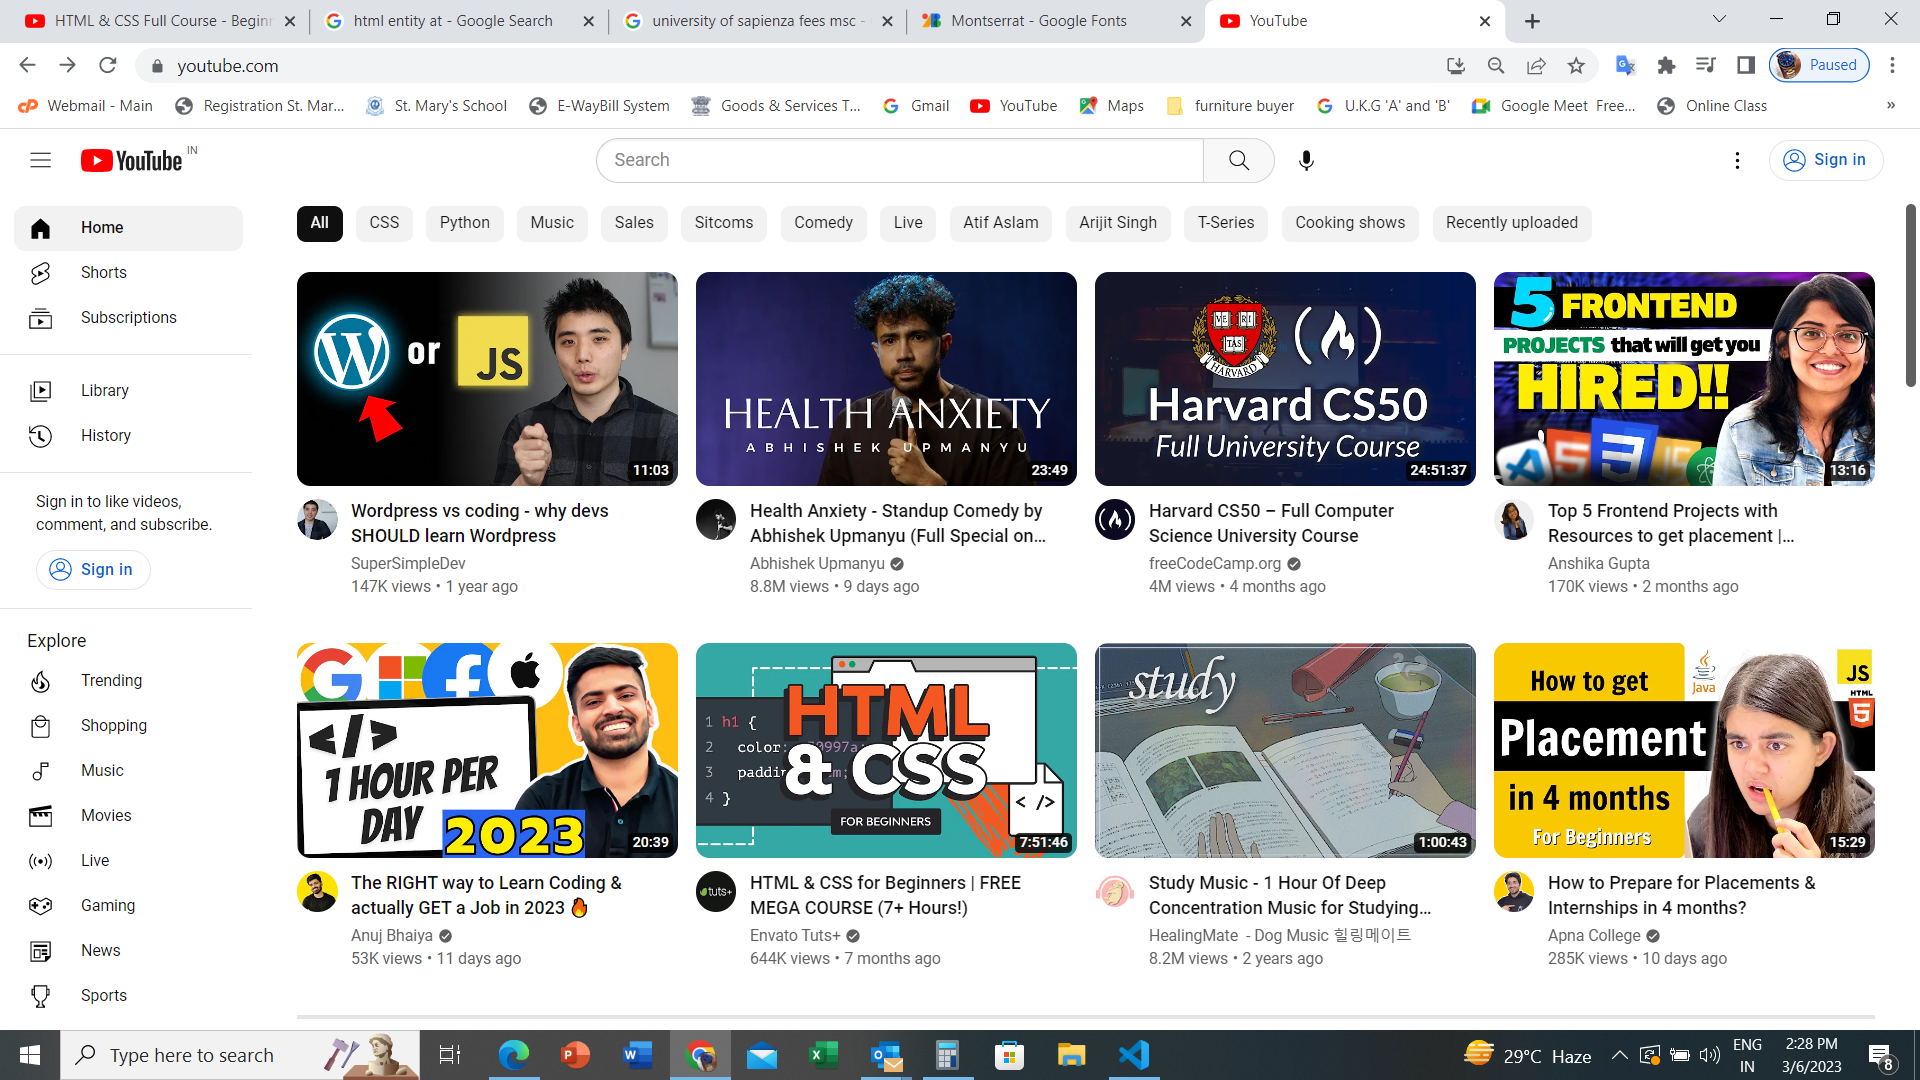 HTML & CSS Full Course - Beginn
html entity at - Google Search
university of sapienza fees msc -
Montserrat - Google Fonts
YouTube
youtube.com
Paused
Webmail - Main
Registration St. Mar...
St. Mary's School
E-WayBill System
Goods & Services T...
Gmail
YouTube
Maps
furniture buyer
U.K.G 'A' and 'B'
Google Meet Free...
Online Class
»
YouTube IN
Search
Sign in
Home
Shorts
Subscriptions
Library
History
Sign in to like videos,
comment, and subscribe.
Sign in
Explore
Trending
Shopping
Music
Movies
Live
Gaming
News
Sports
All
CSS
Python
Music
Sales
Sitcoms
Comedy
Live
Atif Aslam
Arijit Singh
T-Series
Cooking shows
Recently uploaded
W or JS
11:03
Wordpress vs coding - why devs
SHOULD learn Wordpress
SuperSimpleDev
147K views • 1 year ago
HEALTH ANXIETY
ABHISHEK UPMANYU
23:49
Health Anxiety - Standup Comedy by
Abhishek Upmanyu (Full Special on...
Abhishek Upmanyu
8.8M views • 9 days ago
VE RI
TAS
HARVARD
Harvard CS50
Full University Course
24:51:37
Harvard CS50 – Full Computer
Science University Course
freeCodeCamp.org
4M views • 4 months ago
5 FRONTEND
PROJECTS that will get you
HIRED!!
13:16
Top 5 Frontend Projects with
Resources to get placement |...
Anshika Gupta
170K views • 2 months ago
</>
1 HOUR PER
DAY
2023
20:39
The RIGHT way to Learn Coding &
actually GET a Job in 2023 🔥
Anuj Bhaiya
53K views • 11 days ago
1 h1 {
2 color:
3
4 }
HTML
& CSS
FOR BEGINNERS
</>
7:51:46
tuts+
HTML & CSS for Beginners | FREE
MEGA COURSE (7+ Hours!)
Envato Tuts+
644K views • 7 months ago
study
1:00:43
Study Music - 1 Hour Of Deep
Concentration Music for Studying...
HealingMate - Dog Music 힐링메이트
8.2M views • 2 years ago
How to get
Placement
in 4 months
For Beginners
Java
JS
HTML
5
15:29
How to Prepare for Placements &
Internships in 4 months?
Apna College
285K views • 10 days ago
Type here to search
29°C Haze
ENG
IN
2:28 PM
3/6/2023
8